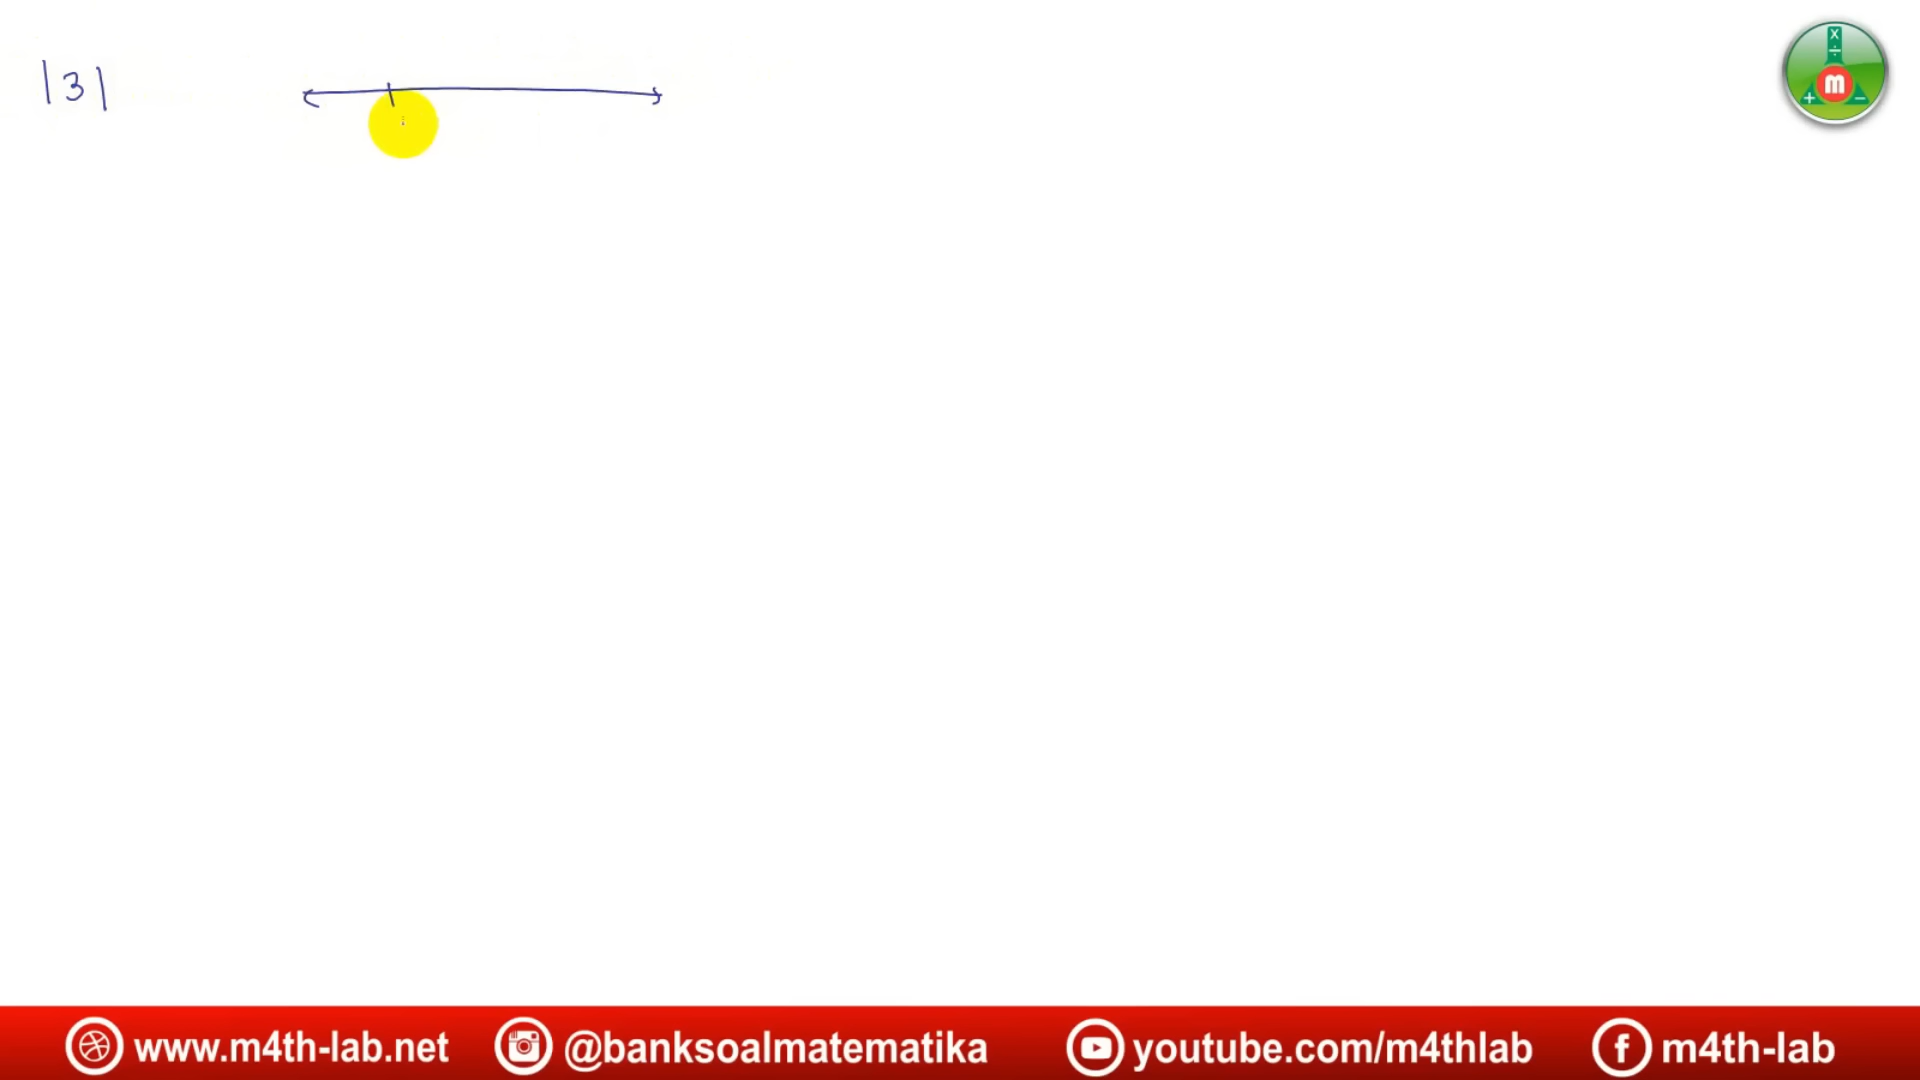 |3|
x
÷
m
+ −
www.m4th-lab.net @banksoalmatematika youtube.com/m4thlab m4th-lab